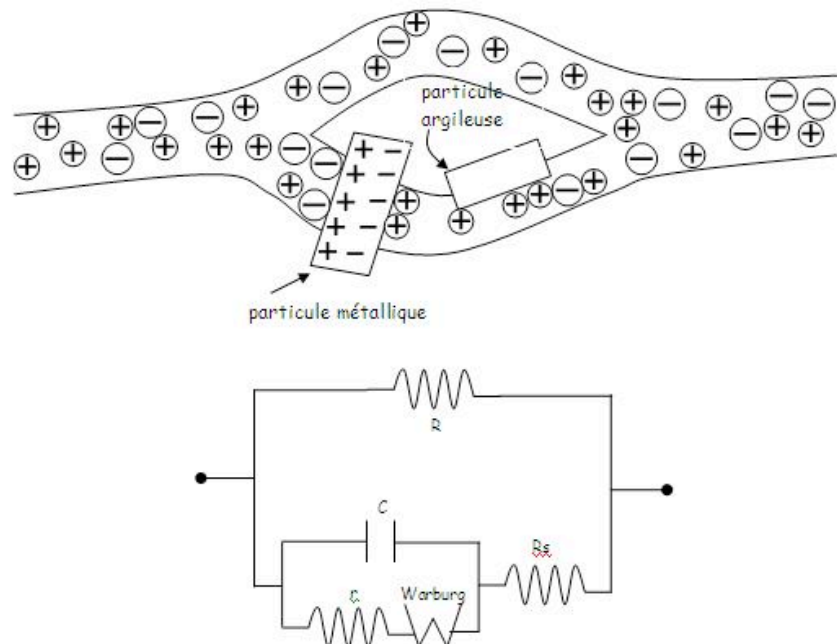 particule
argileuse
particule métallique
R
C
Rs
Warburg